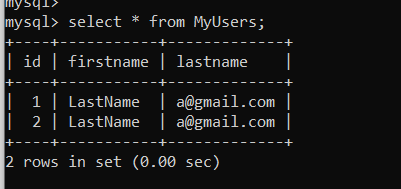 mysql>
mysql> select * from MyUsers;
+----+-----------+-------------+
| id | firstname | lastname    |
+----+-----------+-------------+
|  1 | LastName  | a@gmail.com |
|  2 | LastName  | a@gmail.com |
+----+-----------+-------------+
2 rows in set (0.00 sec)